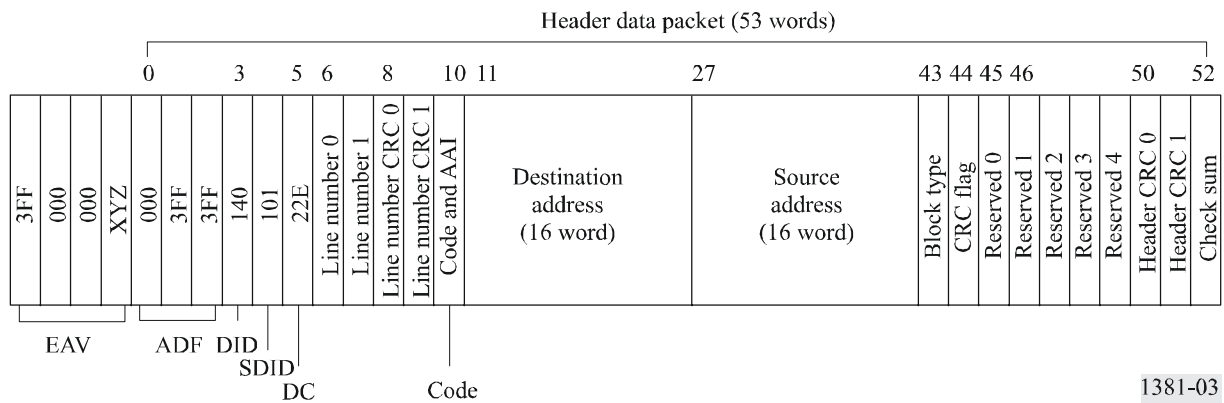 Header data packet (53 words)
0 3 5 6 8 10 11 27 43 44 45 46 50 52
3FF
000
000
XYZ
000
3FF
3FF
140
101
22E
Line number 0
Line number 1
Line number CRC 0
Line number CRC 1
Code and AAI
Destination
address
(16 word)
Source
address
(16 word)
Block type
CRC flag
Reserved 0
Reserved 1
Reserved 2
Reserved 3
Reserved 4
Header CRC 0
Header CRC 1
Check sum
EAV
ADF
DID
SDID
DC
Code
1381-03